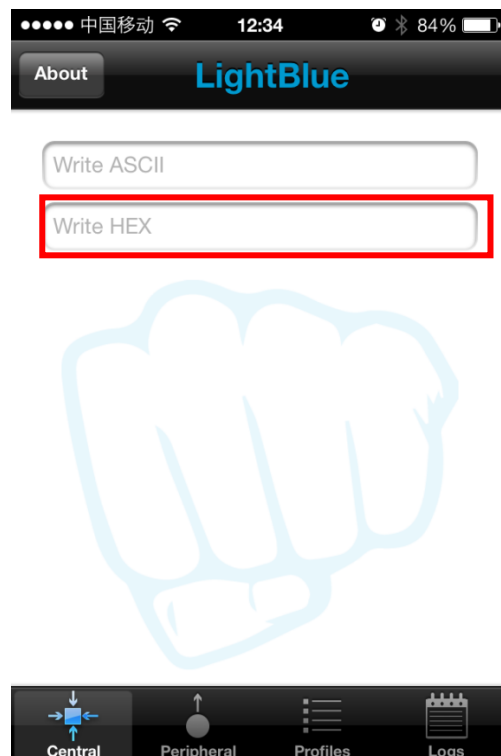 中国移动 12:34 84%
About LightBlue
Write ASCII
Write HEX
Central Peripheral Profiles Logs